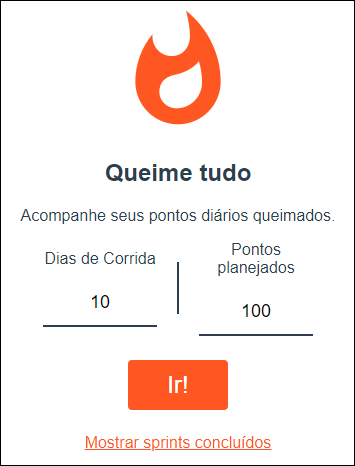 Queime tudo
Acompanhe seus pontos diários queimados.
Dias de Corrida
10
Pontos
planejados
100
Ir!
Mostrar sprints concluídos